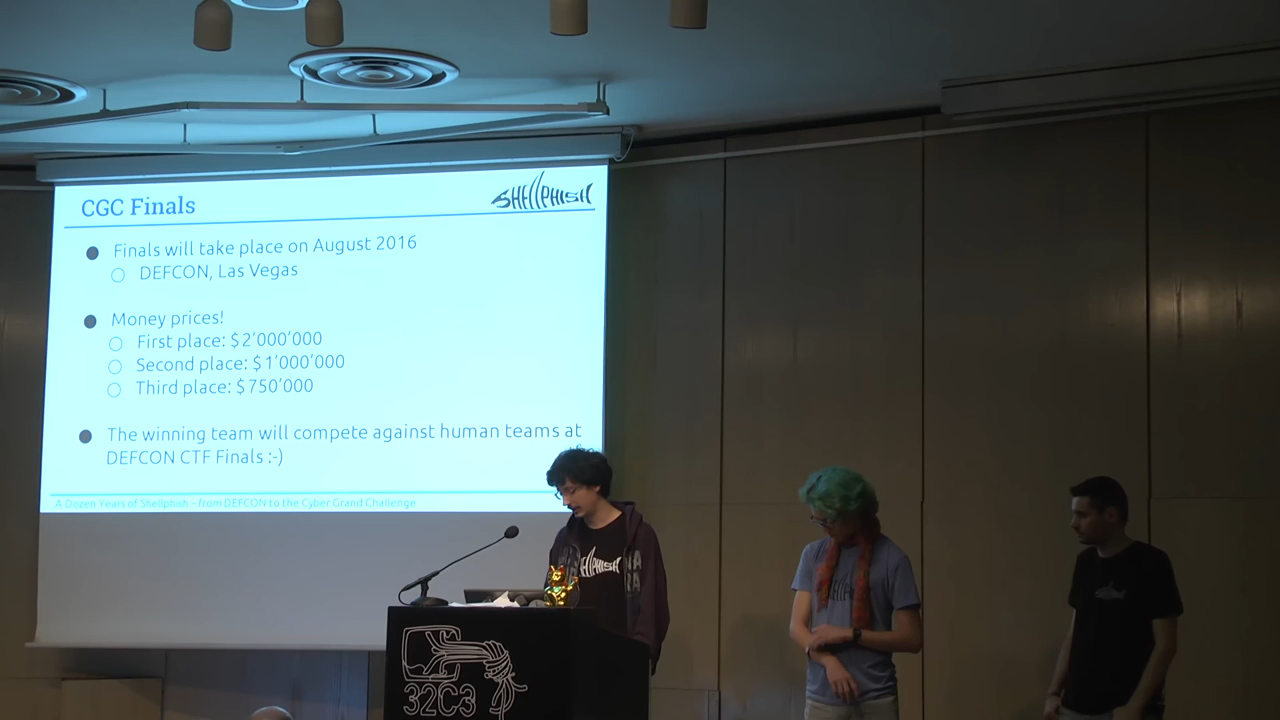 CGC Finals
SHELLPHISH
Finals will take place on August 2016
DEFCON, Las Vegas
Money prices!
First place: $2'000'000
Second place: $1'000'000
Third place: $750'000
The winning team will compete against human teams at
DEFCON CTF Finals :-)
A Dozen Years of Shellphish – from DEFCON to the Cyber Grand Challenge
32C3